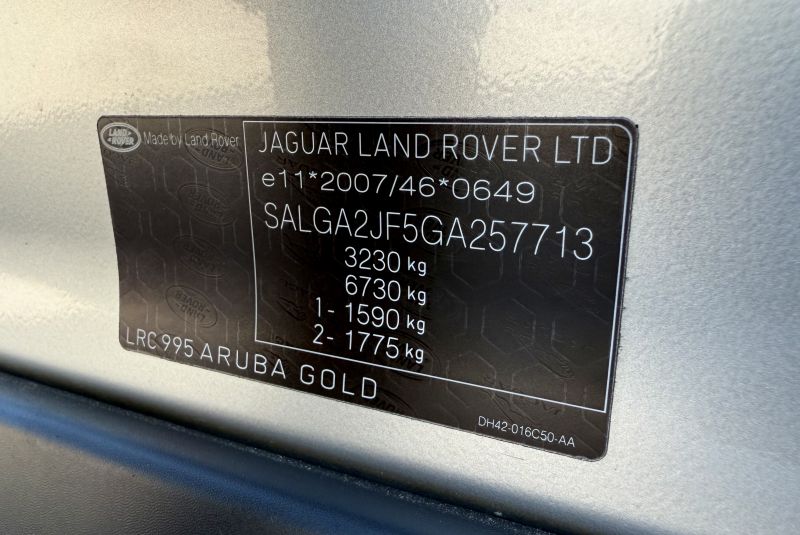 LAND ROVER
Made by Land Rover
JAGUAR LAND ROVER LTD
e11*2007/46*0649
SALGA2JF5GA257713
3230 kg
6730 kg
1- 1590 kg
2- 1775 kg
LRC 995 ARUBA GOLD
DH42-016C50-AA